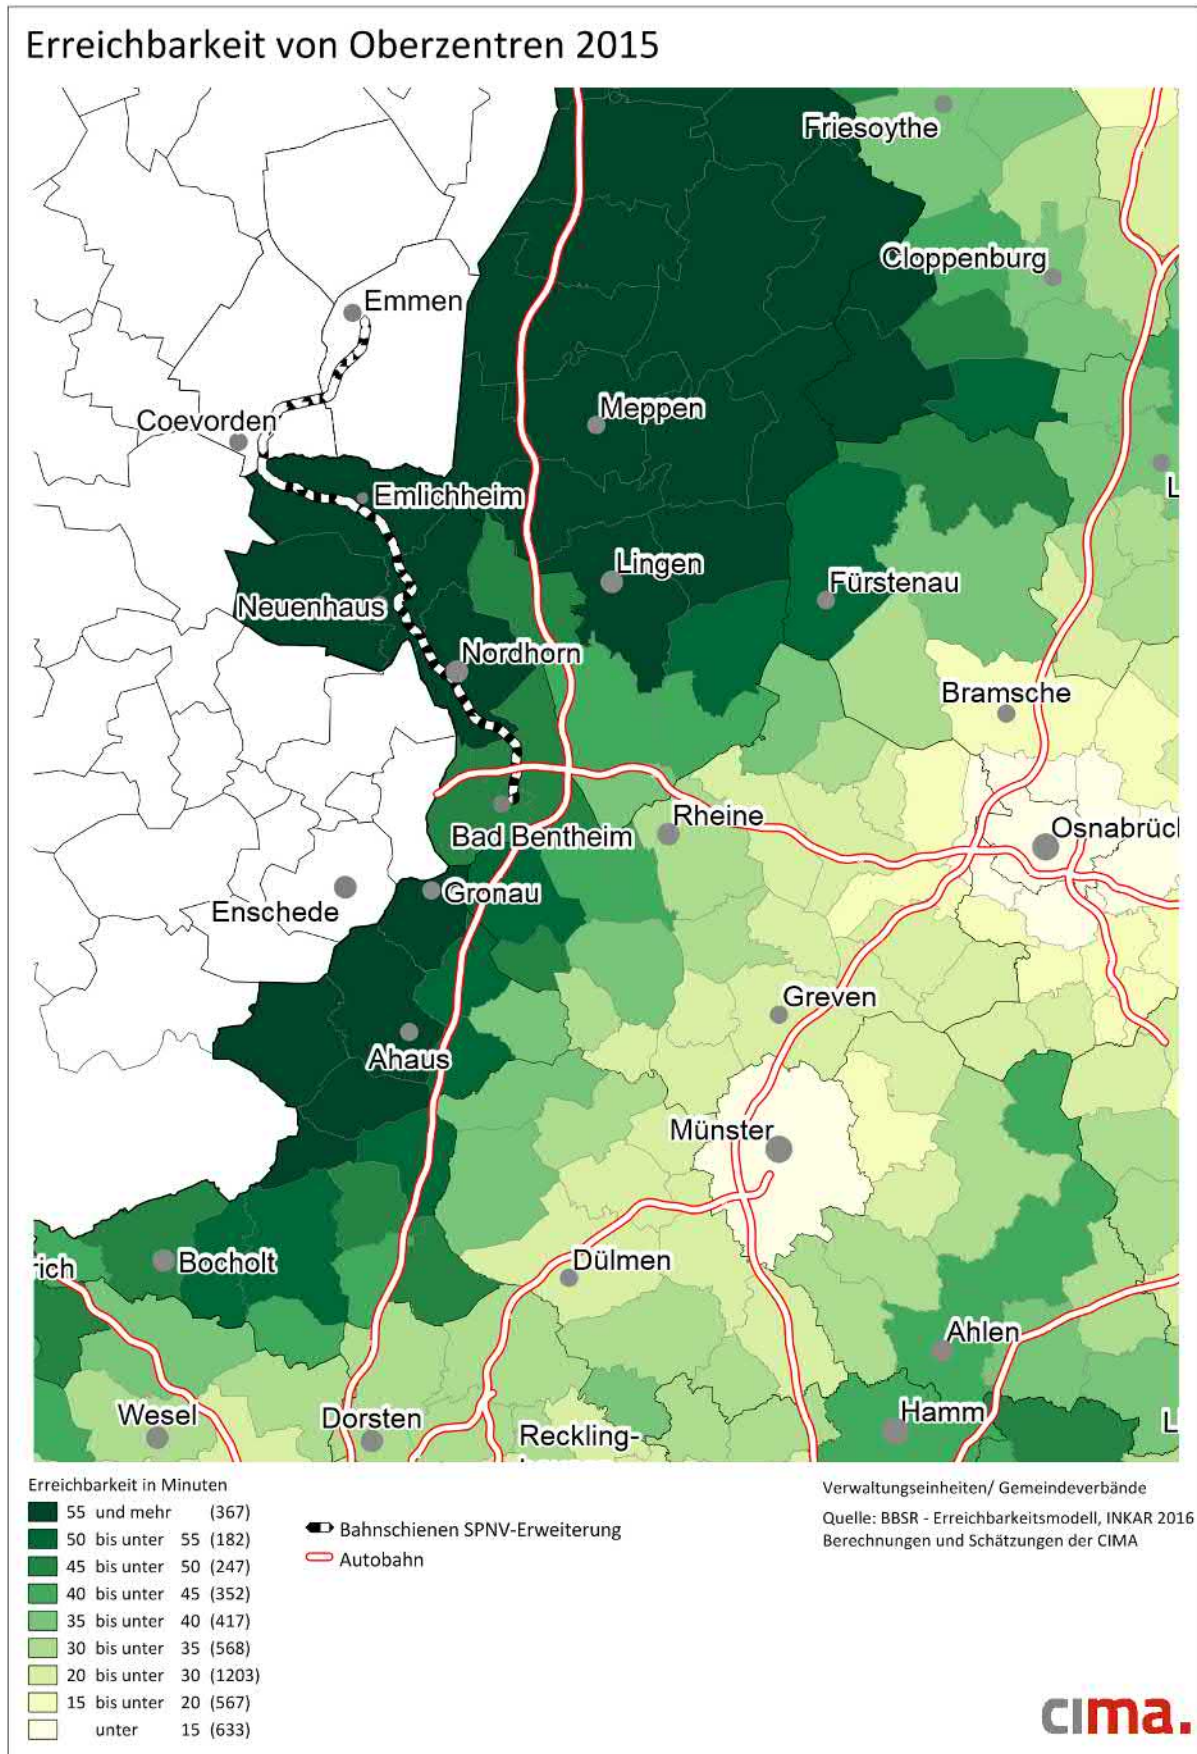 Erreichbarkeit von Oberzentren 2015
Friesoythe
Cloppenburg
Emmen
Coevorden
Meppen
Emlichheim
L
Lingen
Fürstenau
Neuenhaus
Nordhorn
Bramsche
Rheine
Osnabrüc
Bad Bentheim
Gronau
Enschede
Greven
Ahaus
Münster
rich
Bocholt
Dülmen
Ahlen
Wesel
Dorsten
Hamm
L
Reckling-
Erreichbarkeit in Minuten
55 und mehr (367)
50 bis unter 55 (182)
45 bis unter 50 (247)
40 bis unter 45 (352)
35 bis unter 40 (417)
30 bis unter 35 (568)
20 bis unter 30 (1203)
15 bis unter 20 (567)
unter 15 (633)
Bahnschienen SPNV-Erweiterung
Autobahn
Verwaltungseinheiten/ Gemeindeverbände
Quelle: BBSR - Erreichbarkeitsmodell, INKAR 2016
Berechnungen und Schätzungen der CIMA
cima.